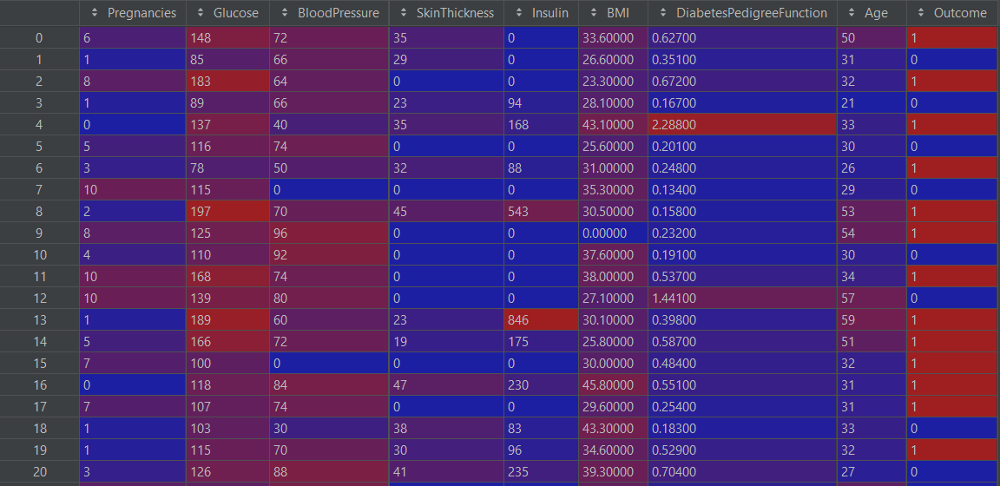 Pregnancies Glucose BloodPressure SkinThickness Insulin BMI DiabetesPedigreeFunction Age Outcome
0 6 148 72 35 0 33.60000 0.62700 50 1
1 1 85 66 29 0 26.60000 0.35100 31 0
2 8 183 64 0 0 23.30000 0.67200 32 1
3 1 89 66 23 94 28.10000 0.16700 21 0
4 0 137 40 35 168 43.10000 2.28800 33 1
5 5 116 74 0 0 25.60000 0.20100 30 0
6 3 78 50 32 88 31.00000 0.24800 26 1
7 10 115 0 0 0 35.30000 0.13400 29 0
8 2 197 70 45 543 30.50000 0.15800 53 1
9 8 125 96 0 0 0.00000 0.23200 54 1
10 4 110 92 0 0 37.60000 0.19100 30 0
11 10 168 74 0 0 38.00000 0.53700 34 1
12 10 139 80 0 0 27.10000 1.44100 57 0
13 1 189 60 23 846 30.10000 0.39800 59 1
14 5 166 72 19 175 25.80000 0.58700 51 1
15 7 100 0 0 0 30.00000 0.48400 32 1
16 0 118 84 47 230 45.80000 0.55100 31 1
17 7 107 74 0 0 29.60000 0.25400 31 1
18 1 103 30 38 83 43.30000 0.18300 33 0
19 1 115 70 30 96 34.60000 0.52900 32 1
20 3 126 88 41 235 39.30000 0.70400 27 0